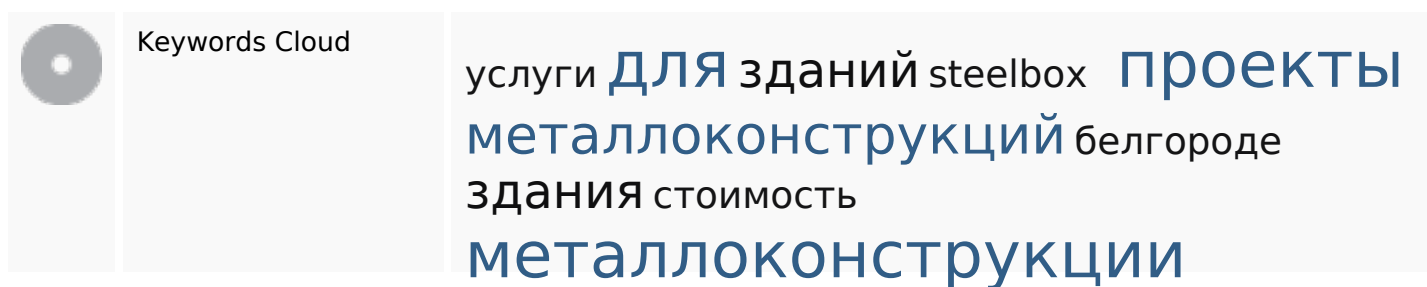 Keywords Cloud
услуги для зданий steelbox проекты
металлоконструкций белгороде
здания стоимость
металлоконструкции